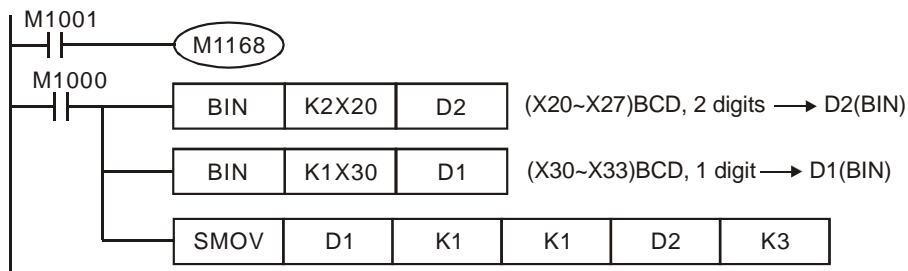 M1001
M1168
M1000
BIN K2X20 D2 (X20~X27)BCD, 2 digits → D2(BIN)
BIN K1X30 D1 (X30~X33)BCD, 1 digit → D1(BIN)
SMOV D1 K1 K1 D2 K3